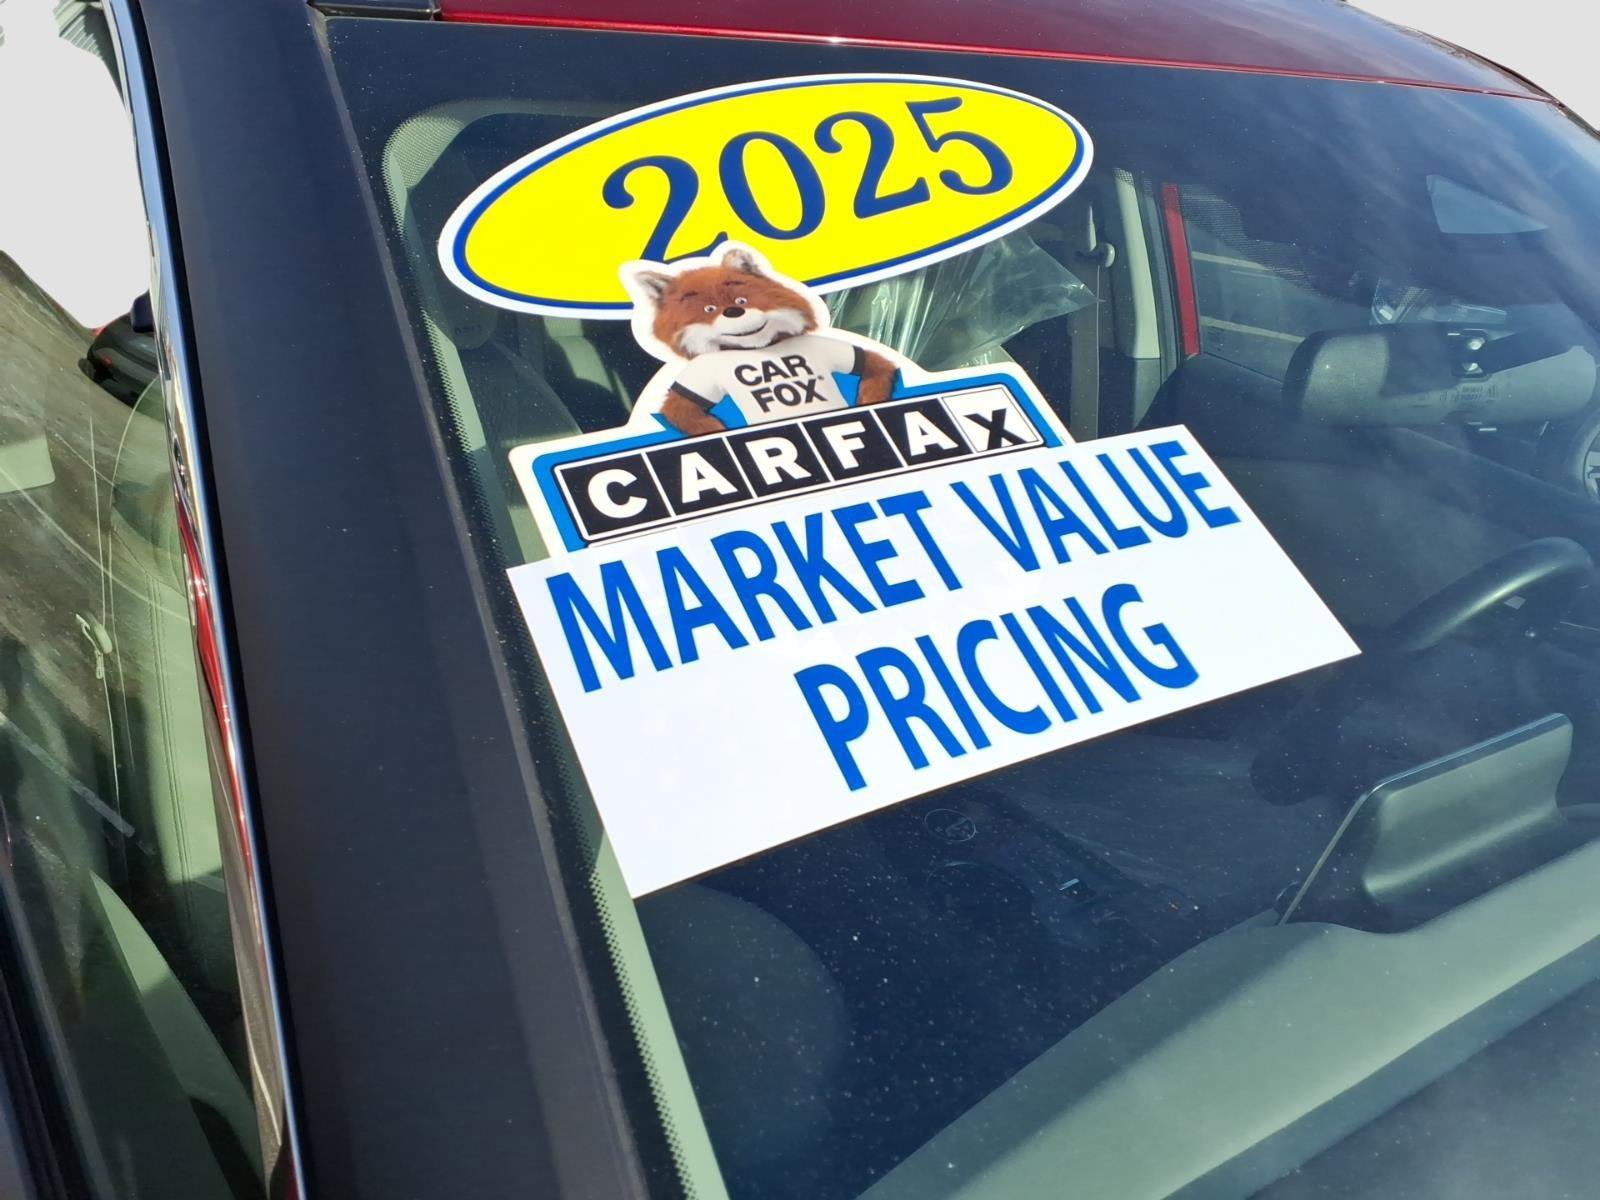 2025
CAR
FOX
CARFAX
MARKET VALUE
PRICING